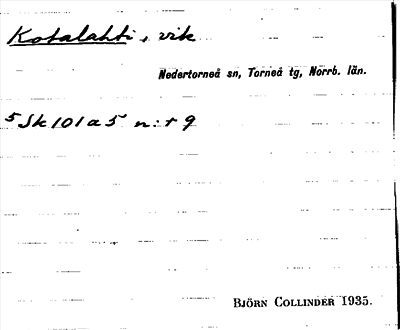 Kotalahti, vik
Nedertorneå sn, Torneå tg, Norrb. län.
5 Sk 101 a 5 n:r 9
BJÖRN COLLINDER 1935.